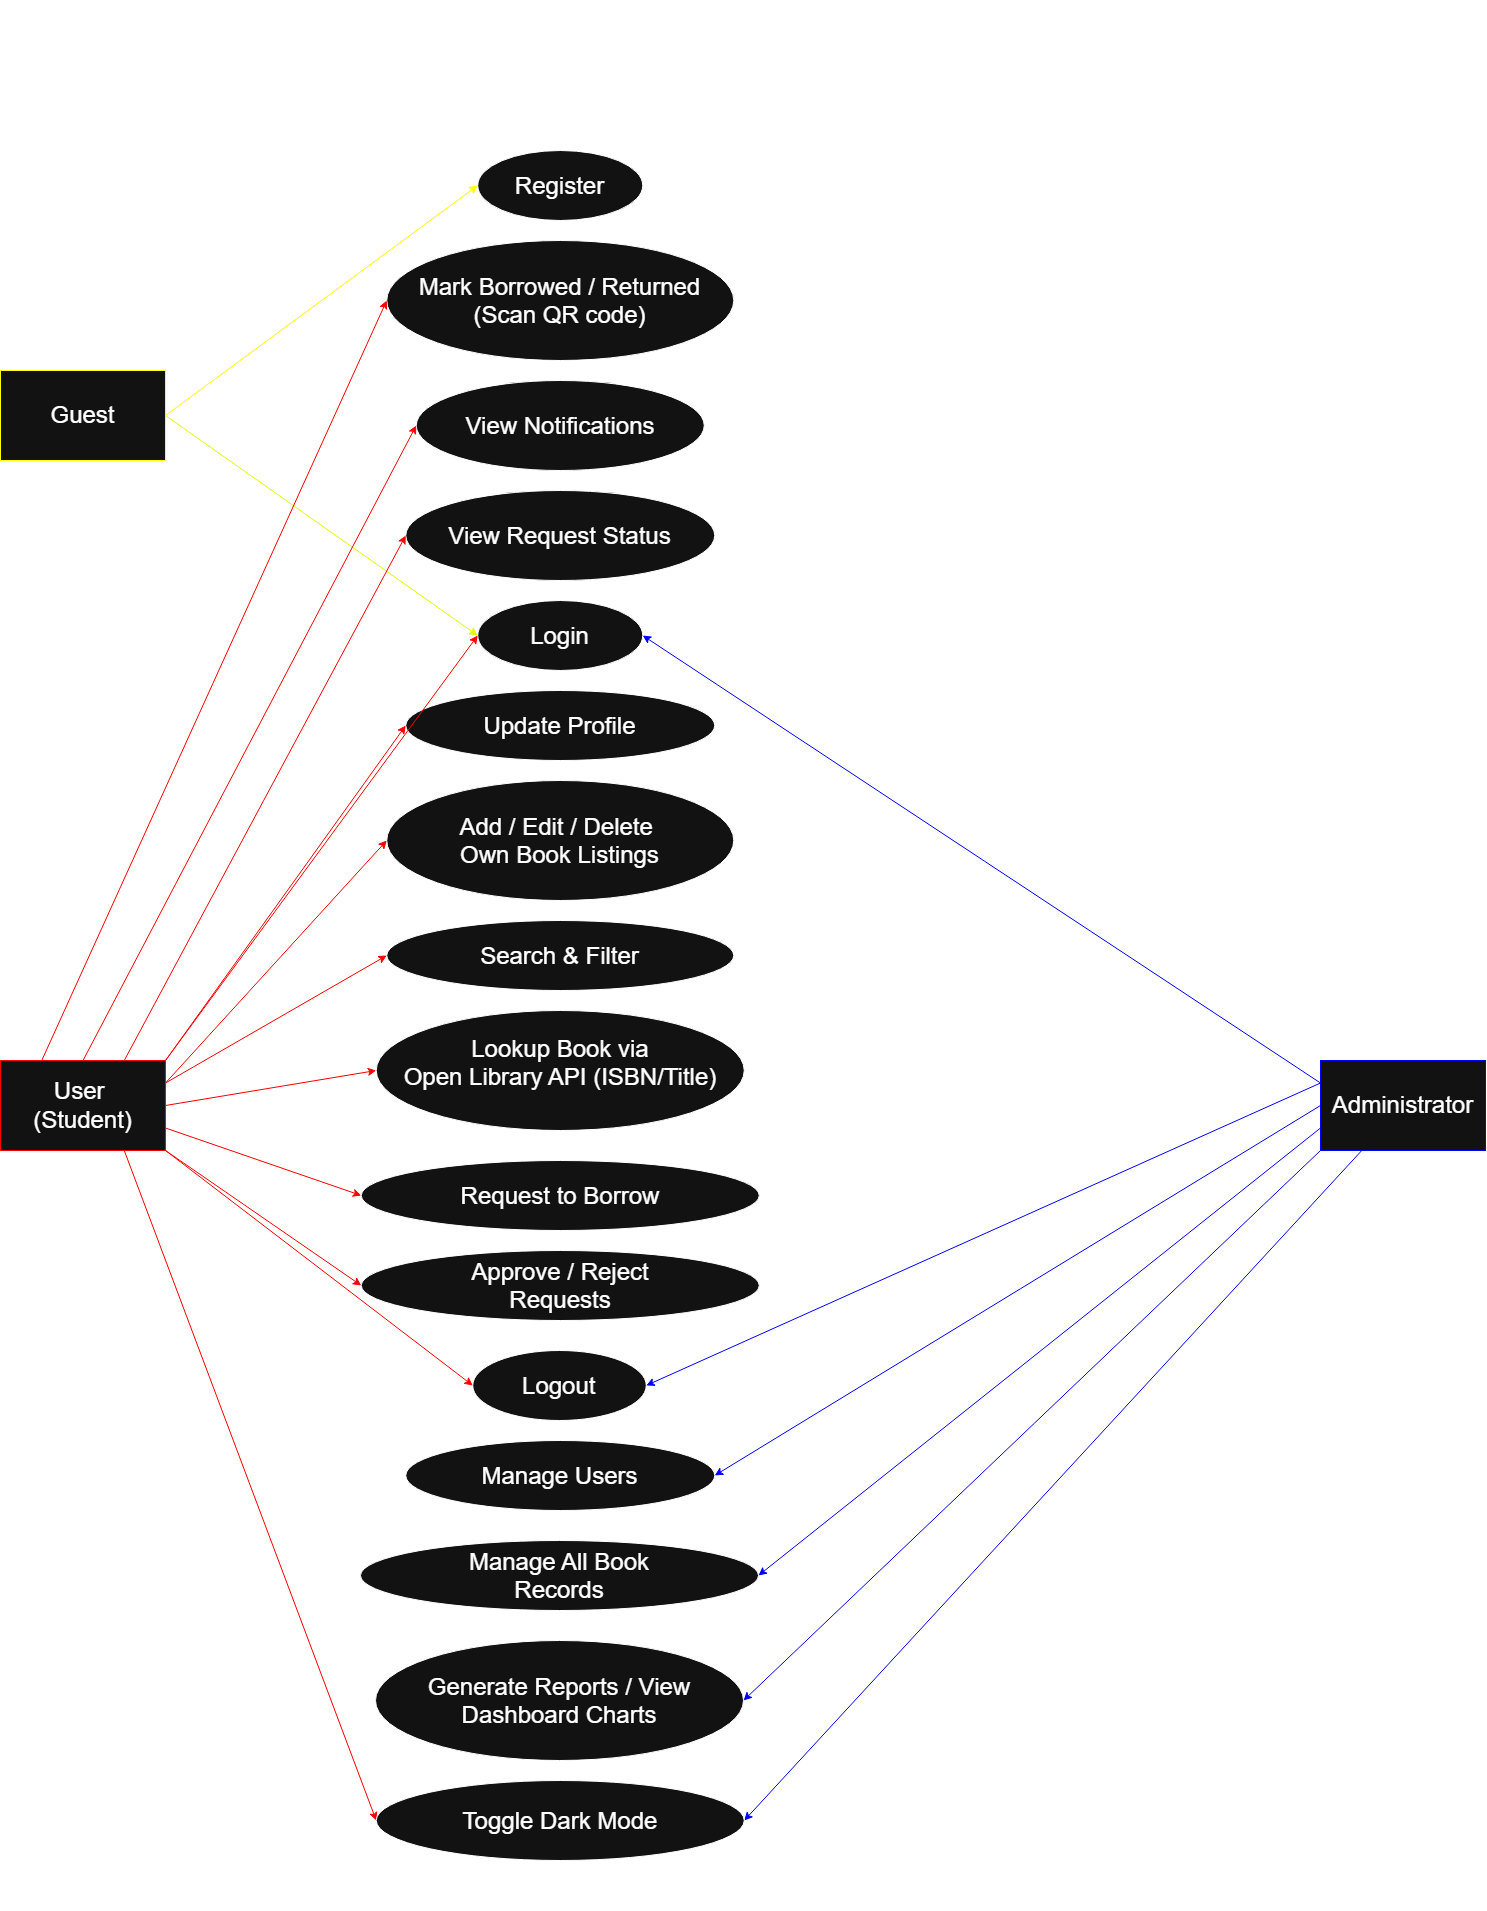 Register
Mark Borrowed / Returned
(Scan QR code)
Guest
View Notifications
View Request Status
Login
Update Profile
Add / Edit / Delete
Own Book Listings
Search & Filter
Lookup Book via
Open Library API (ISBN/Title)
User
(Student)
Administrator
Request to Borrow
Approve / Reject
Requests
Logout
Manage Users
Manage All Book
Records
Generate Reports / View
Dashboard Charts
Toggle Dark Mode